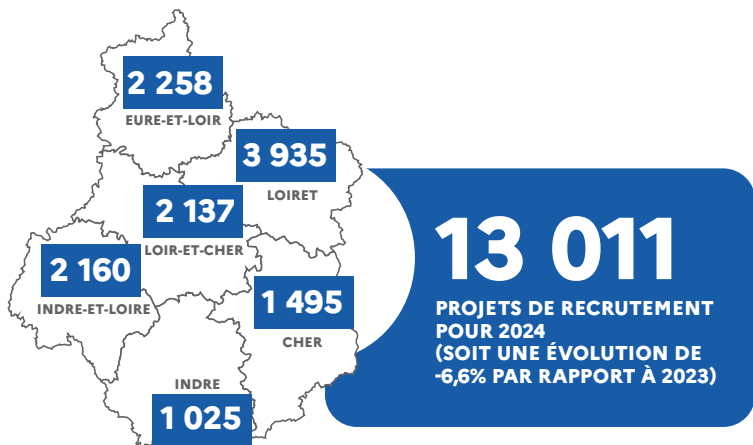 2 258
EURE-ET-LOIR
3 935
LOIRET
2 137
LOIR-ET-CHER
2 160
INDRE-ET-LOIRE
1 495
CHER
INDRE
1 025
13 011
PROJETS DE RECRUTEMENT
POUR 2024
(SOIT UNE ÉVOLUTION DE
-6,6% PAR RAPPORT À 2023)